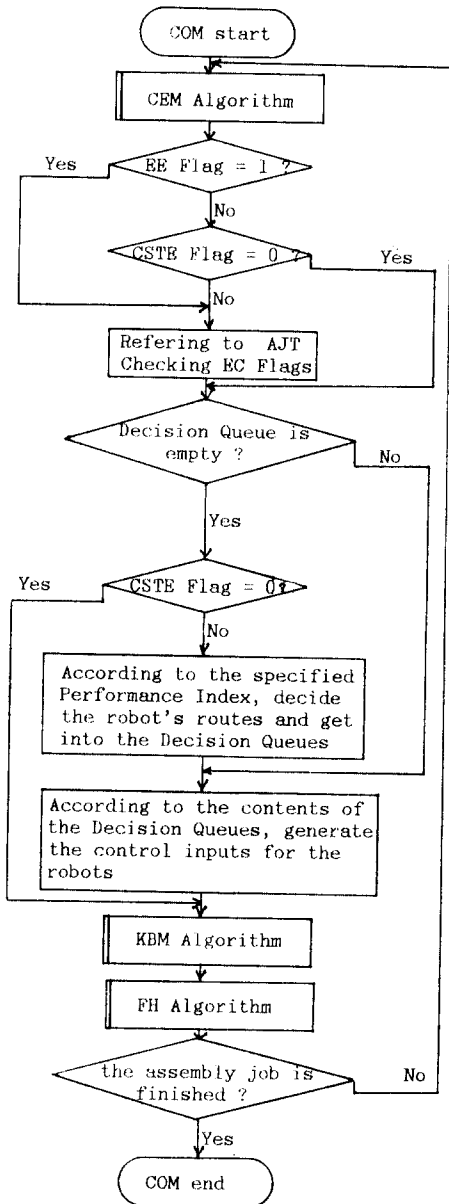 COM start
CEM Algorithm
Yes
EE Flag = 1 ?
No
CSTE Flag = 0 ?
Yes
No
Refering to AJT
Checking EC Flags
Decision Queue is
empty ?
No
Yes
Yes
CSTE Flag = 0?
No
According to the specified
Performance Index, decide
the robot's routes and get
into the Decision Queues
According to the contents of
the Decision Queues, generate
the control inputs for the
robots
KBM Algorithm
FH Algorithm
the assembly job is
finished ?
No
Yes
COM end